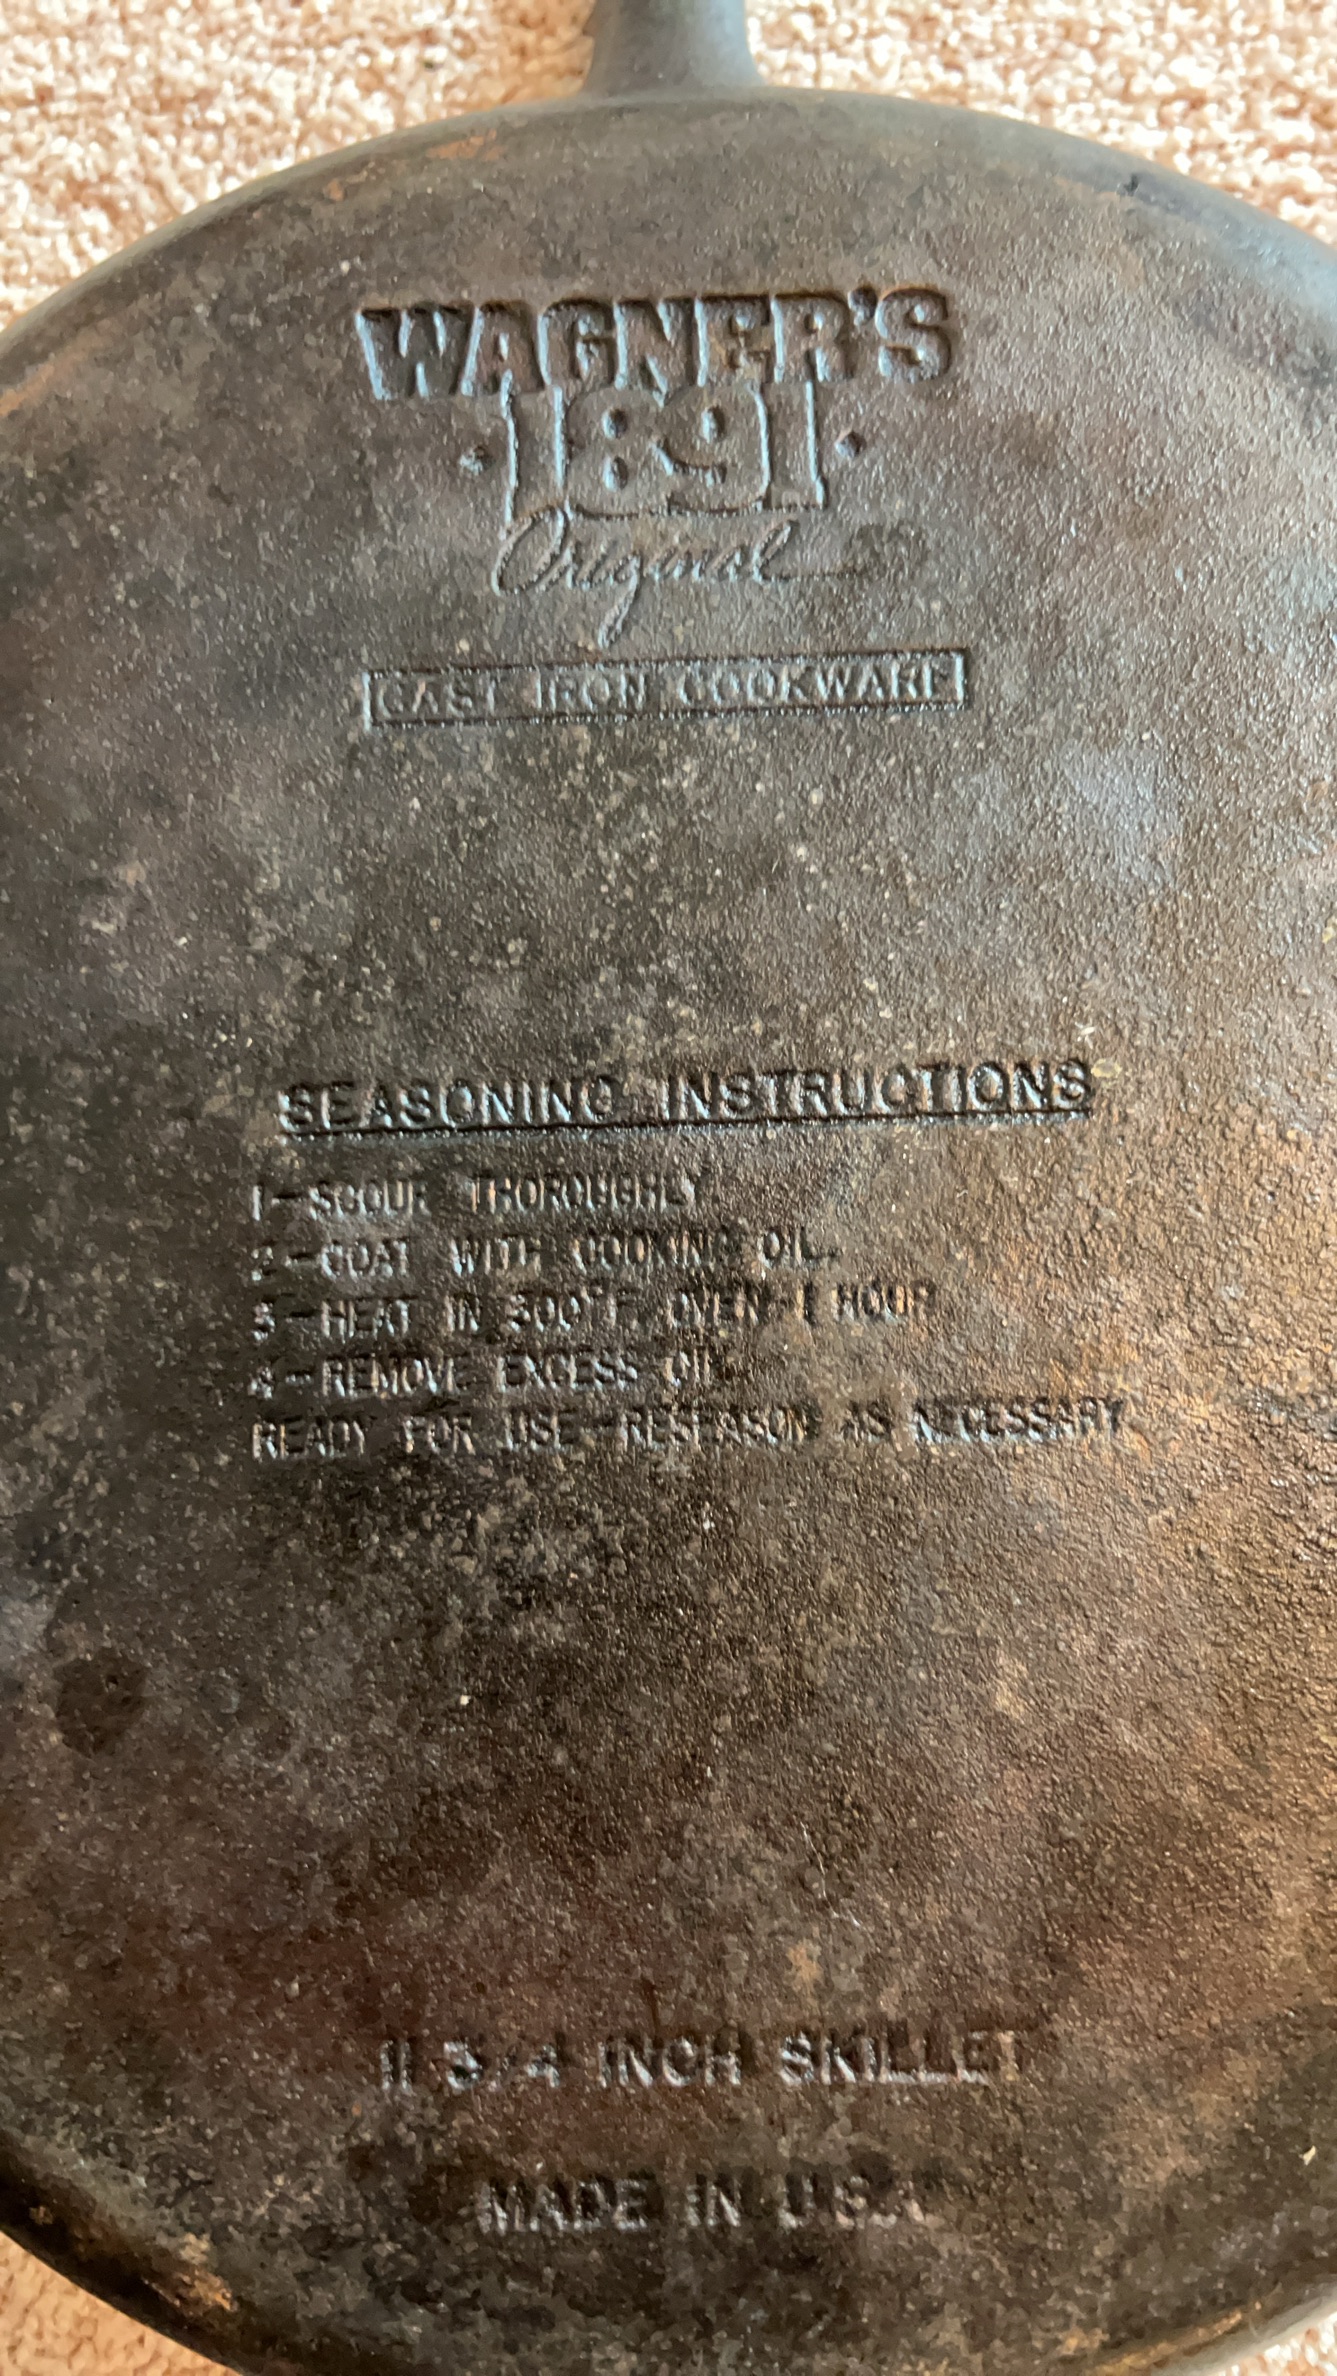 WAGNER'S
·1891·
Original
CAST IRON COOKWARE
SEASONING INSTRUCTIONS
1-SCOUR THOROUGHLY
2-COAT WITH COOKING OIL.
3-HEAT IN 300°F. OVEN-1 HOUR
4-REMOVE EXCESS OIL
READY FOR USE-RESEASON AS NECESSARY
11 3/4 INCH SKILLET
MADE IN U.S.A.